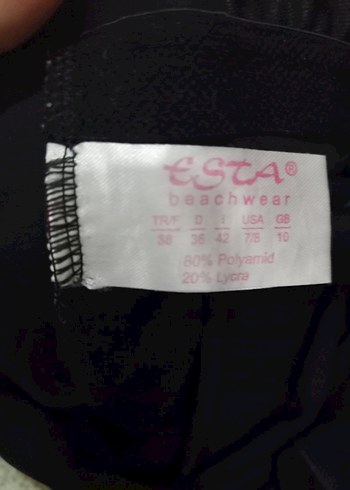 ESTA®
beachwear
TR/F D I USA GB
38 36 42 7/8 10
80% Polyamid
20% Lycra